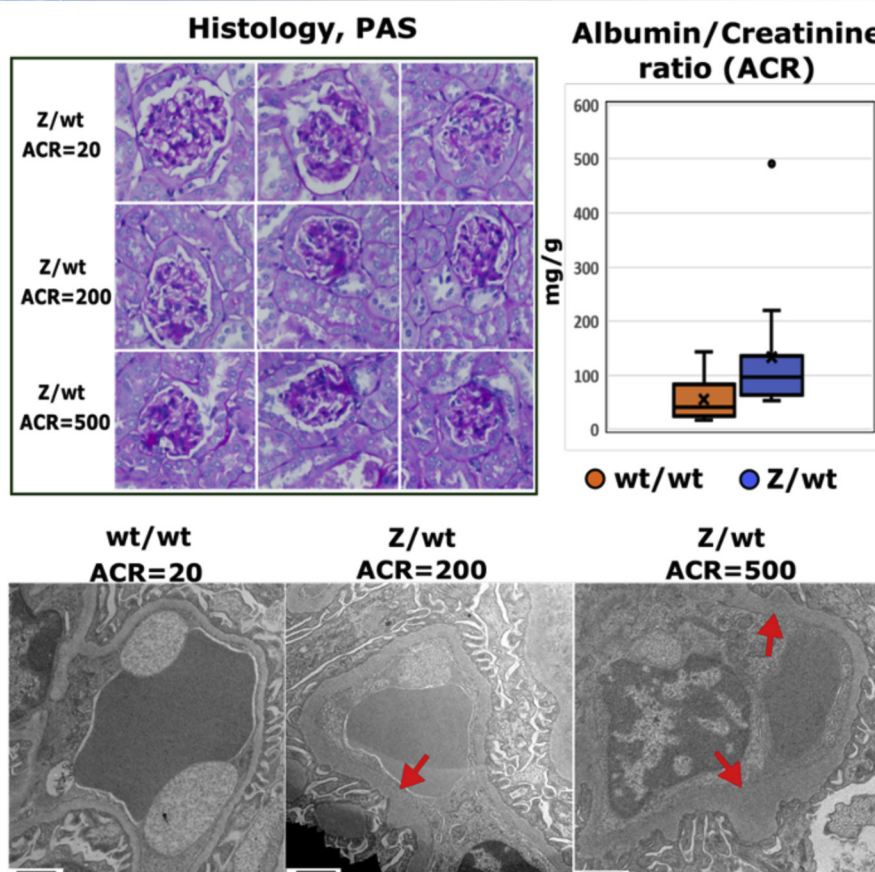 Histology, PAS
Z/wt
ACR=20
Z/wt
ACR=200
Z/wt
ACR=500
Albumin/Creatinine
ratio (ACR)
600
500
400
300
200
100
0
mg/g
wt/wt
Z/wt
wt/wt
ACR=20
Z/wt
ACR=200
Z/wt
ACR=500